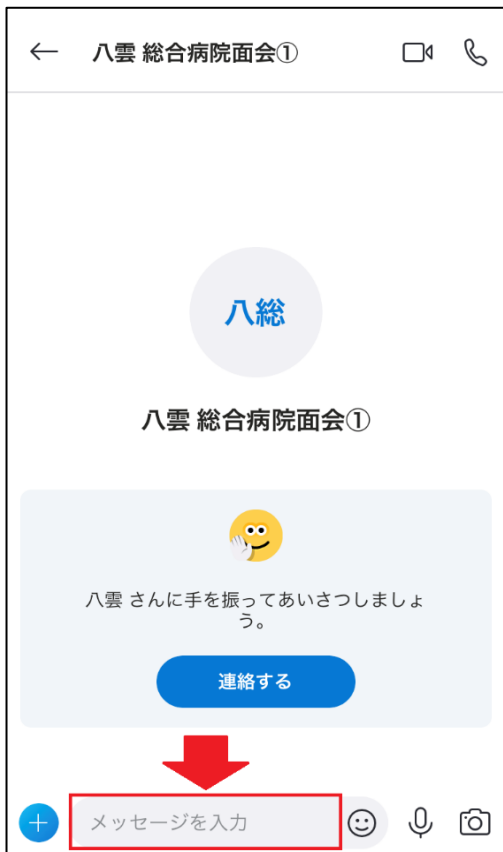 八雲 総合病院面会①
八総
八雲 総合病院面会①
八雲 さんに手を振ってあいさつしましょ
う。
連絡する
メッセージを入力